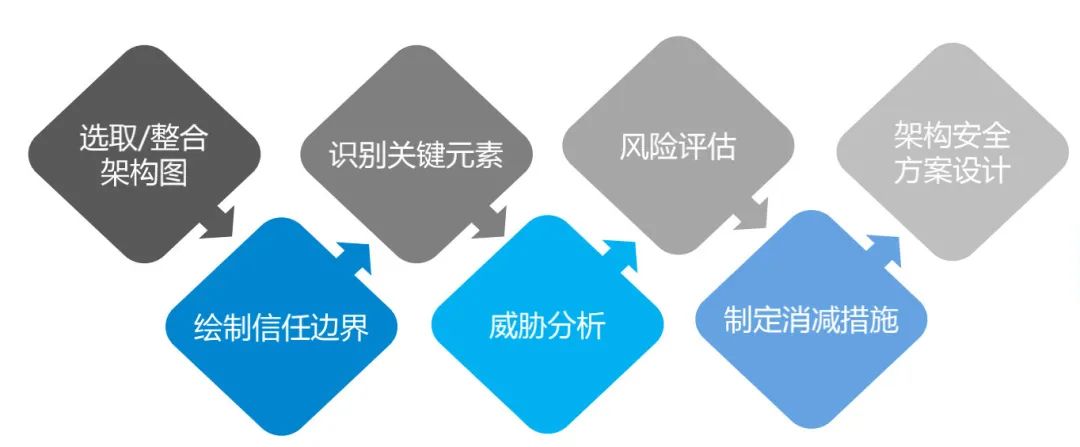 选取/整合
架构图
绘制信任边界
识别关键元素
威胁分析
风险评估
制定消减措施
架构安全
方案设计